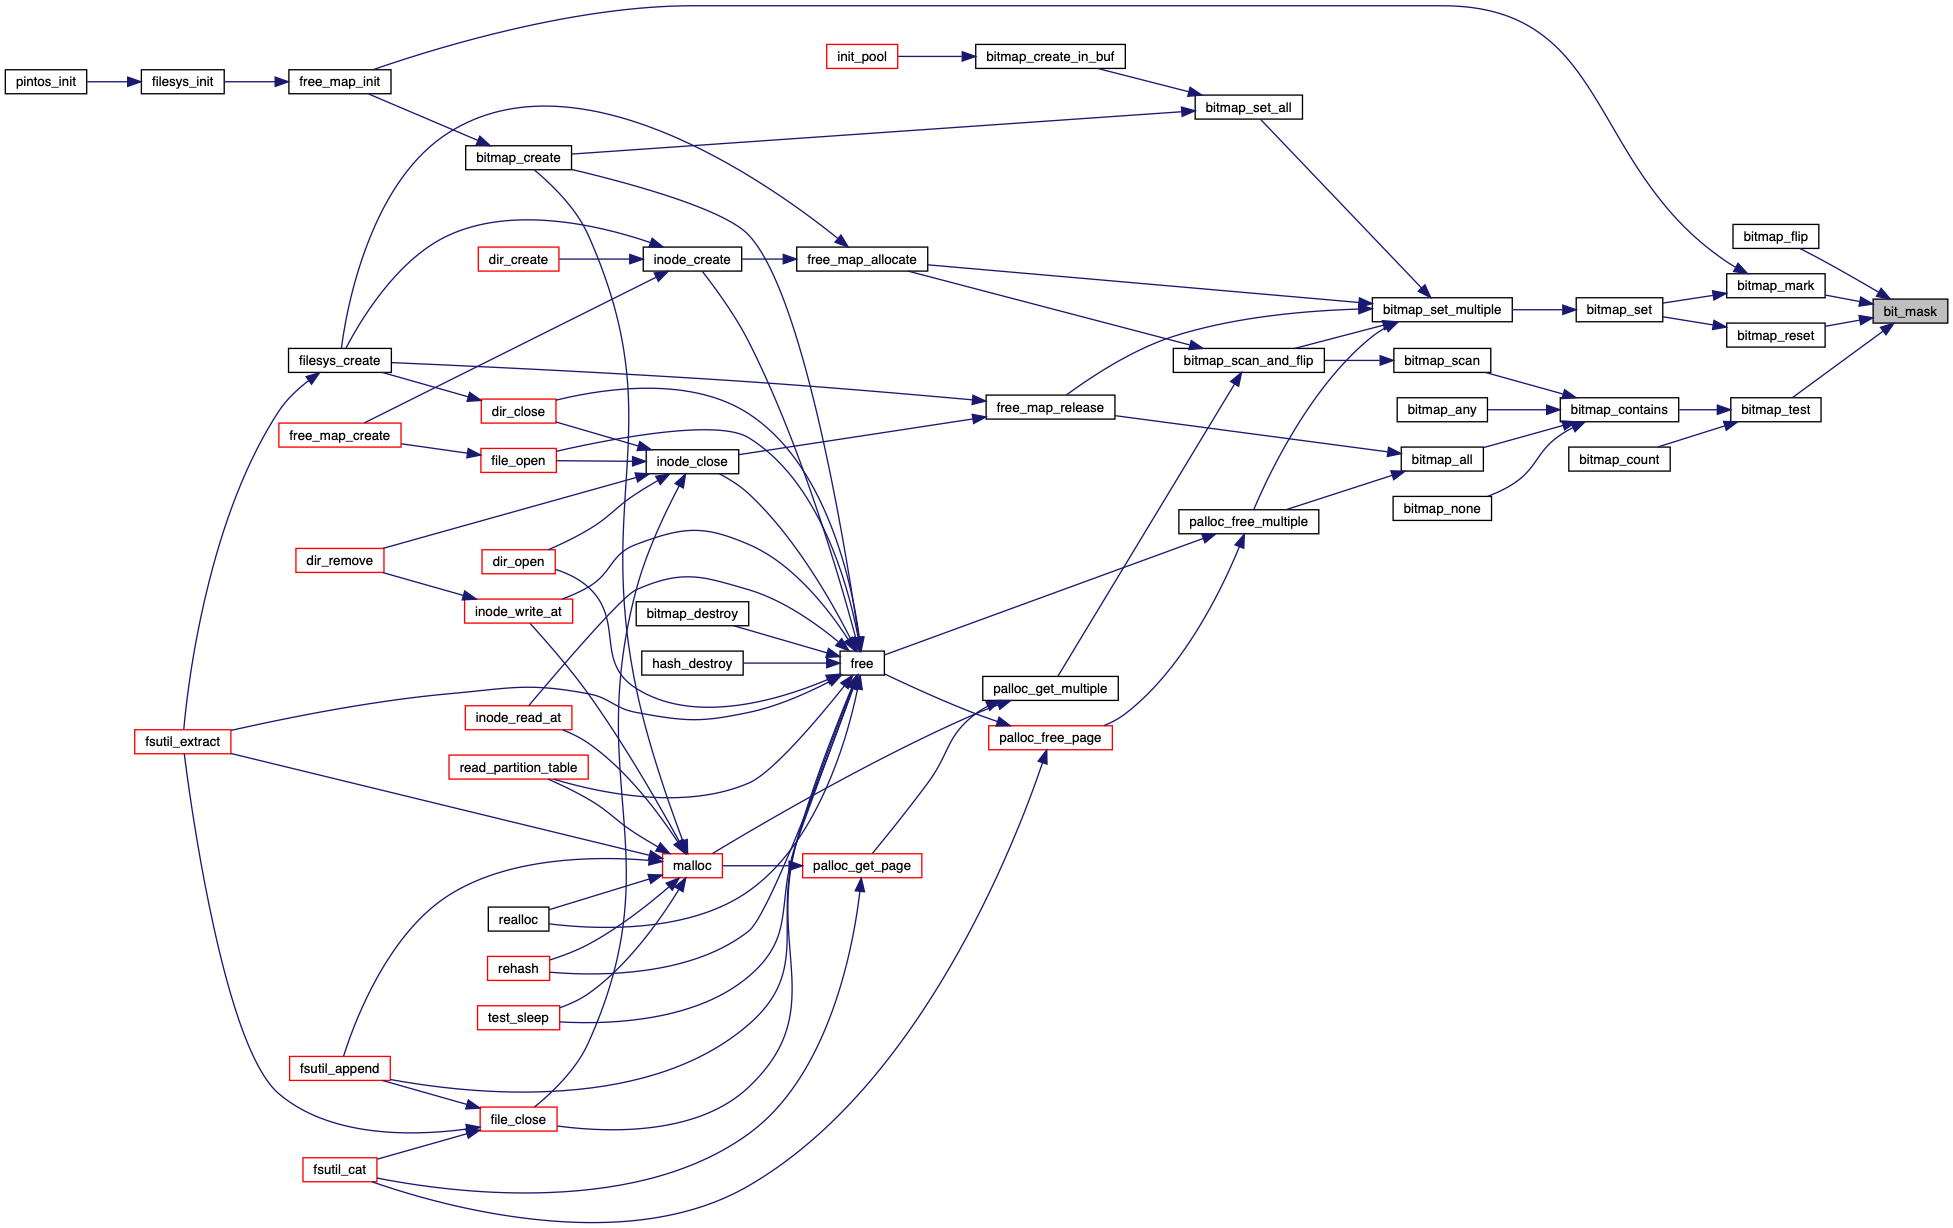 init_pool
bitmap_create_in_buf
pintos_init
filesys_init
free_map_init
bitmap_set_all
bitmap_create
bitmap_flip
dir_create
inode_create
free_map_allocate
bitmap_mark
bitmap_set_multiple
bitmap_set
bit_mask
bitmap_reset
filesys_create
bitmap_scan_and_flip
bitmap_scan
dir_close
free_map_release
bitmap_any
bitmap_contains
bitmap_test
free_map_create
file_open
inode_close
bitmap_all
bitmap_count
bitmap_none
palloc_free_multiple
dir_remove
dir_open
inode_write_at
bitmap_destroy
hash_destroy
free
palloc_get_multiple
inode_read_at
fsutil_extract
palloc_free_page
read_partition_table
malloc
palloc_get_page
realloc
rehash
test_sleep
fsutil_append
file_close
fsutil_cat